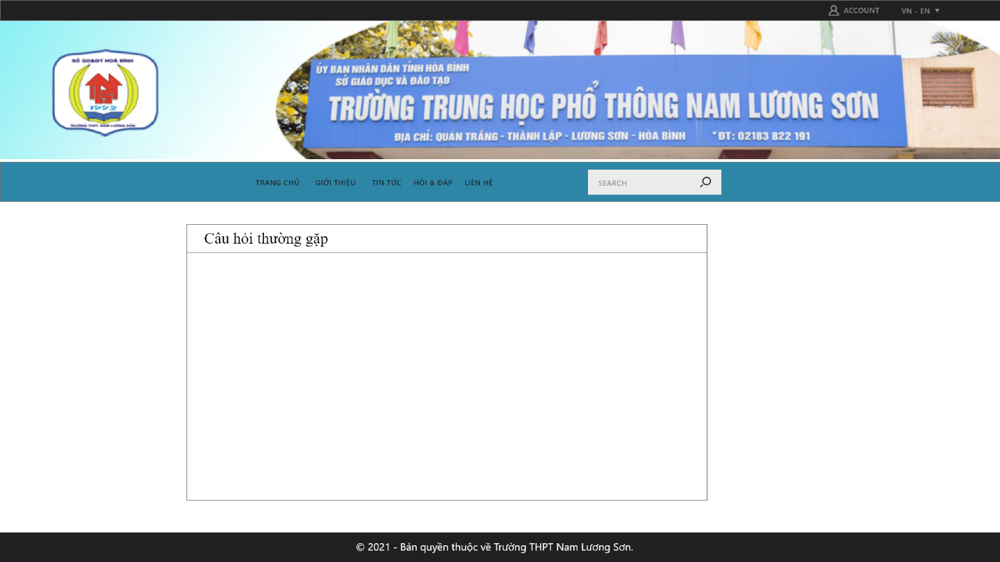 ACCOUNT VN - EN
SỞ GD&ĐT HOÀ BÌNH
1993
TRƯỜNG THPT NAM LƯƠNG SƠN
ỦY BAN NHÂN DÂN TỈNH HÒA BÌNH
SỞ GIÁO DỤC VÀ ĐÀO TẠO
TRƯỜNG TRUNG HỌC PHỔ THÔNG NAM LƯƠNG SƠN
ĐỊA CHỈ: QUÁN TRẮNG - THÀNH LẬP - LƯƠNG SƠN - HÒA BÌNH *ĐT: 02183 822 191
TRANG CHỦ GIỚI THIỆU TIN TỨC HỎI & ĐÁP LIÊN HỆ SEARCH
Câu hỏi thường gặp
© 2021 - Bản quyền thuộc về Trường THPT Nam Lương Sơn.